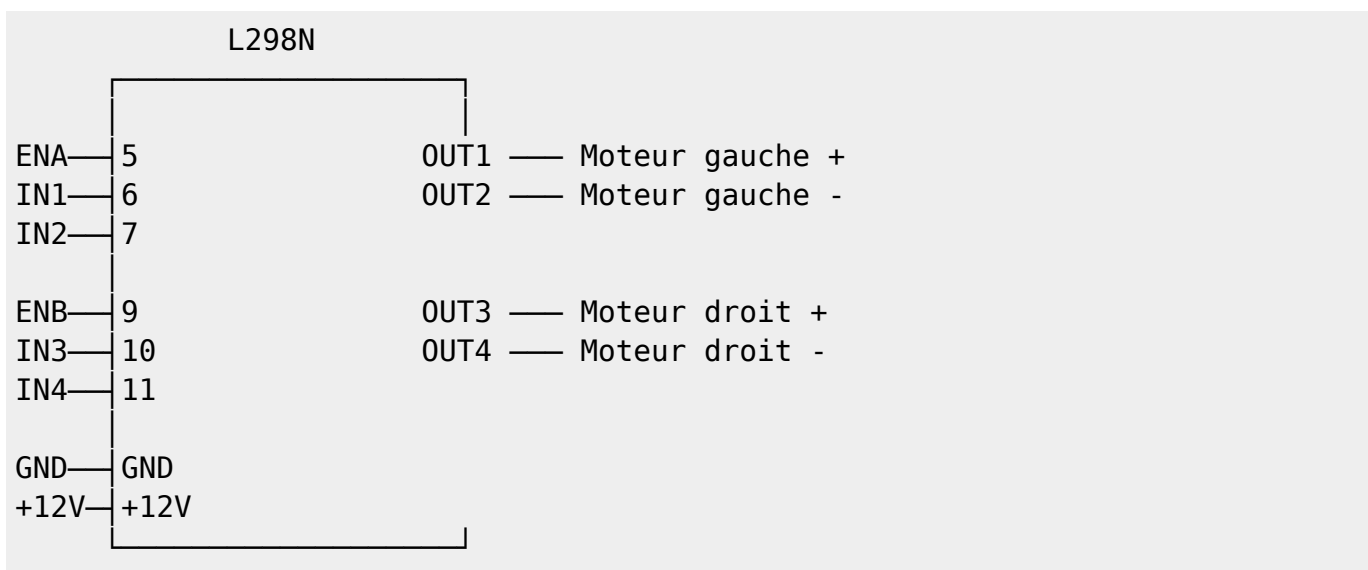 L298N
ENA 5 OUT1 ─── Moteur gauche +
IN1 6 OUT2 ─── Moteur gauche -
IN2 7
ENB 9 OUT3 ─── Moteur droit +
IN3 10 OUT4 ─── Moteur droit -
IN4 11
GND GND
+12V +12V